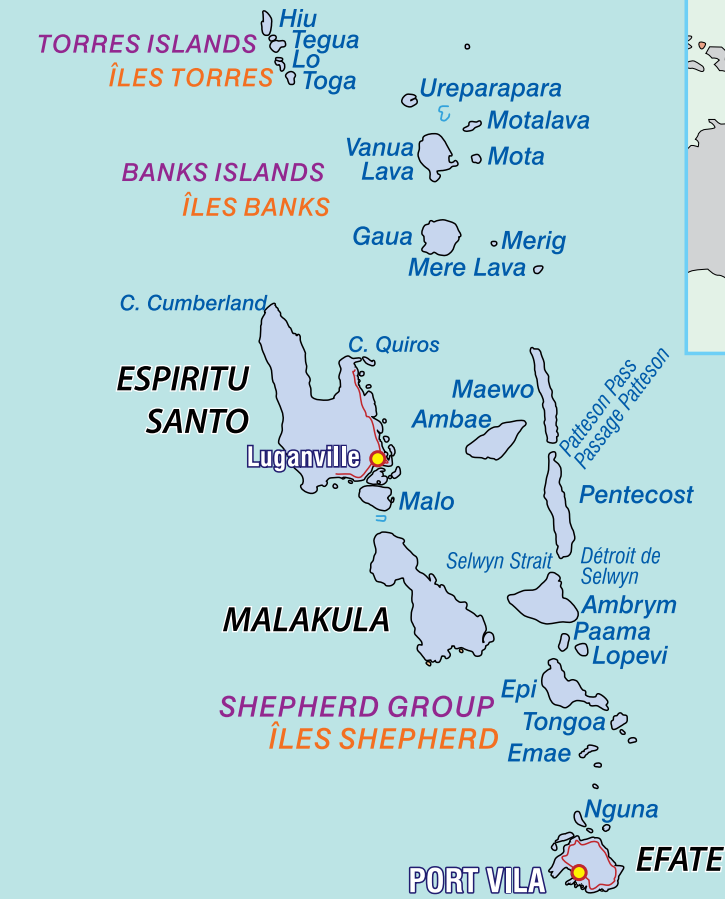 Hiu
TORRES ISLANDS
Tegua
Lo
ÎLES TORRES
Toga
Ureparapara
Motalava
Vanua
Lava
Mota
BANKS ISLANDS
ÎLES BANKS
Gaua
Merig
Mere Lava
C. Cumberland
C. Quiros
ESPIRITU
SANTO
Maewo
Patteson Pass
Passage Patteson
Ambae
Luganville
Malo
Pentecost
Selwyn Strait
Détroit de
Selwyn
MALAKULA
Ambrym
Paama
Lopevi
Epi
SHEPHERD GROUP
ÎLES SHEPHERD
Tongoa
Emae
Nguna
EFATE
PORT VILA